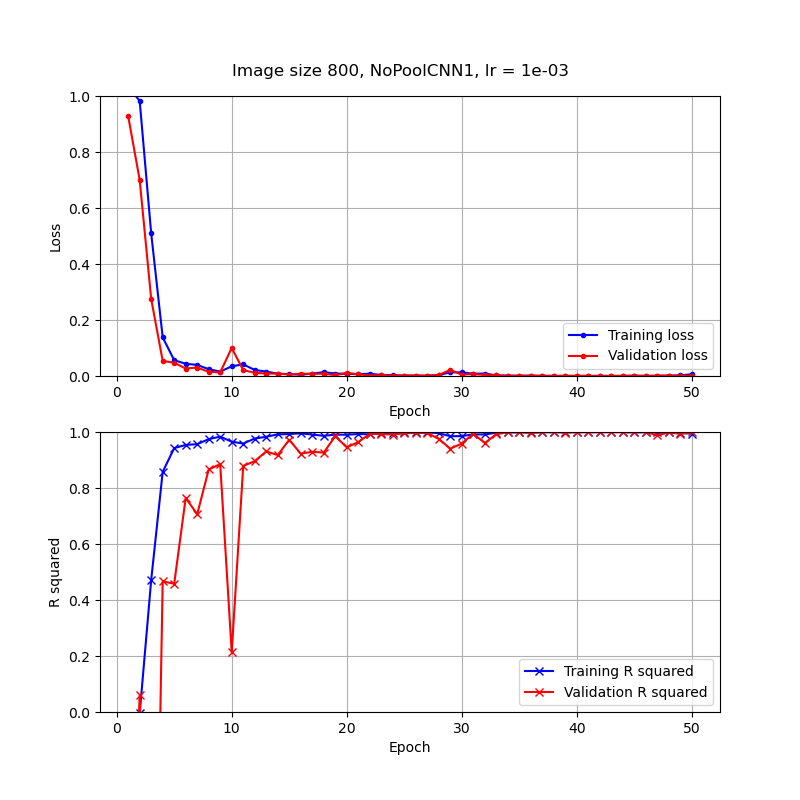 Image size 800, NoPoolCNN1, lr = 1e-03
1.0
0.8
0.6
0.4
0.2
0.0
Loss
0 10 20 30 40 50
Epoch
Training loss
Validation loss
1.0
0.8
0.6
0.4
0.2
0.0
R squared
0 10 20 30 40 50
Epoch
Training R squared
Validation R squared